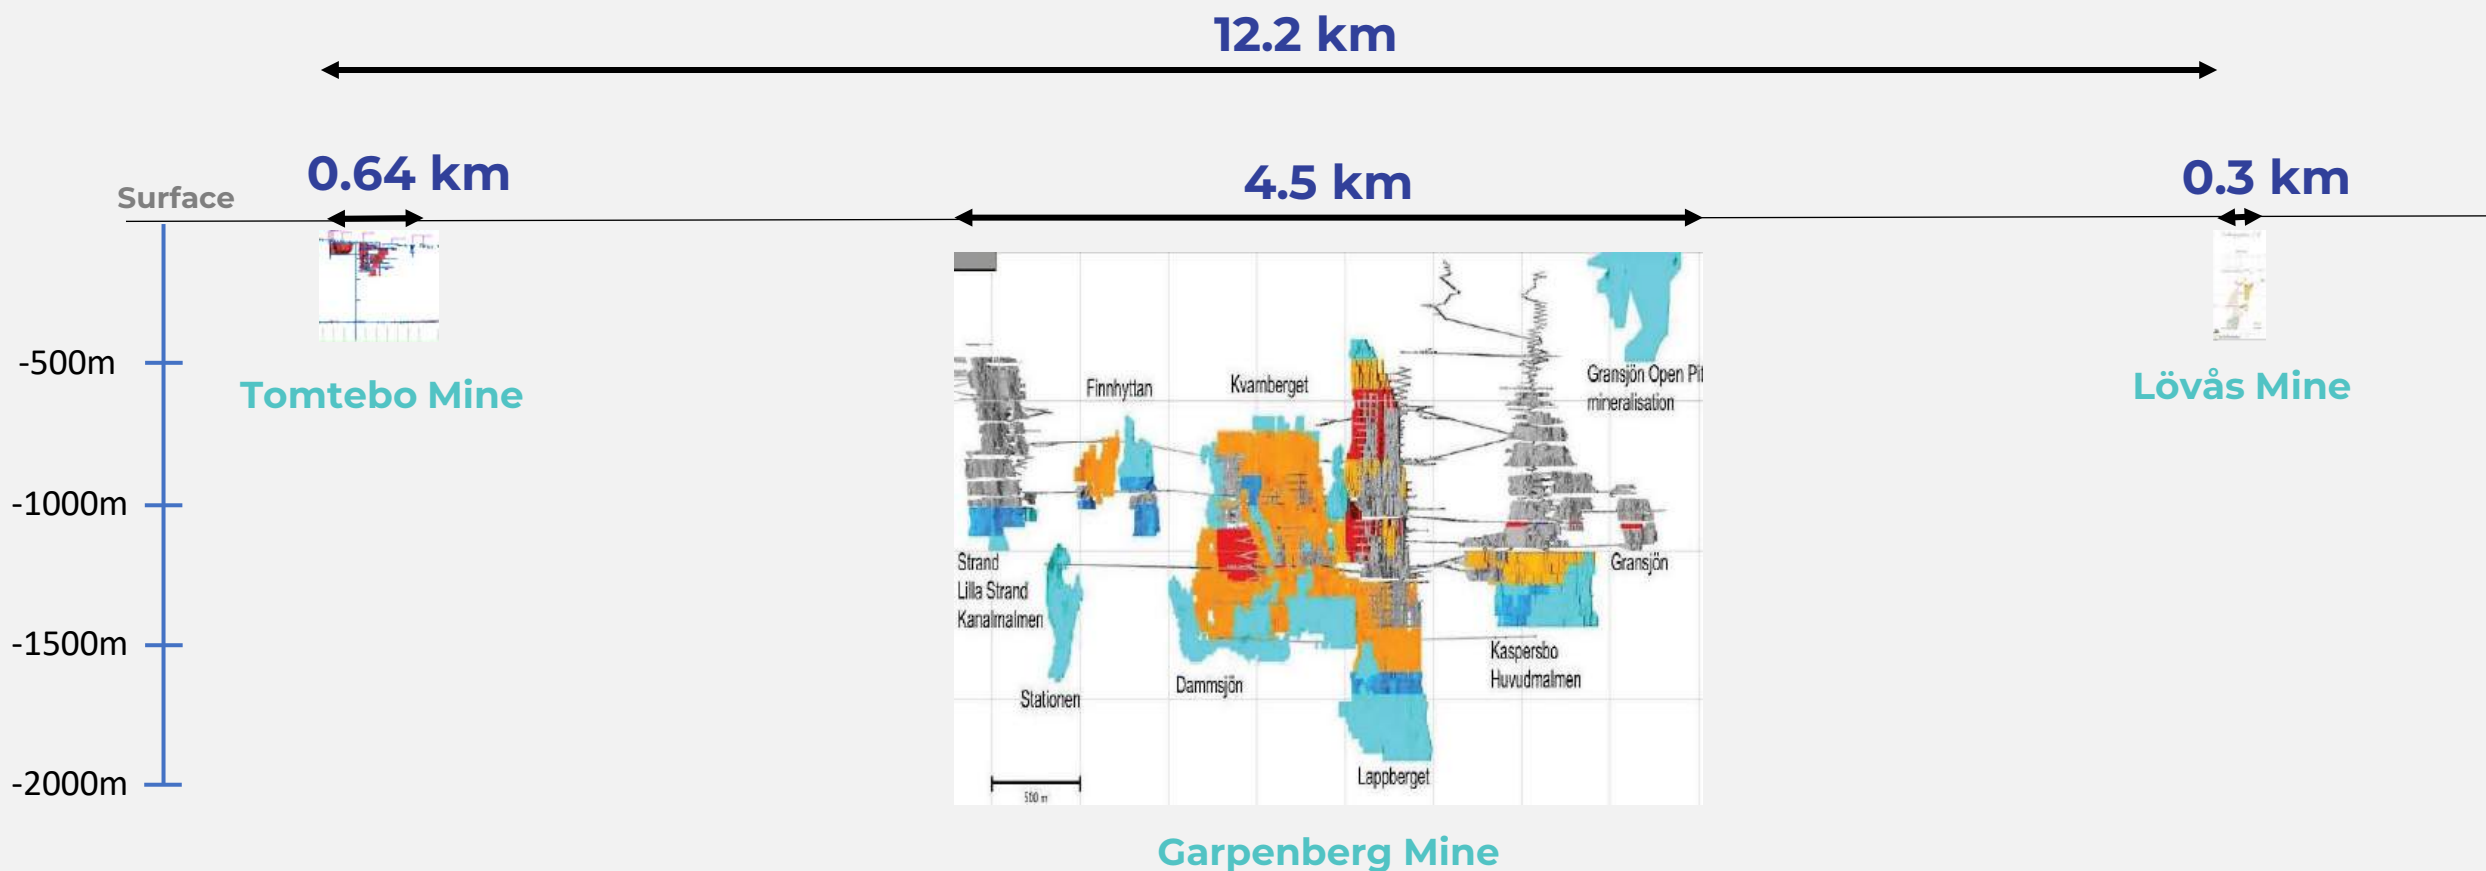 12.2 km
0.64 km
4.5 km
0.3 km
Surface
-500m
-1000m
-1500m
-2000m
Tomtebo Mine
Finnhyttan
Kvarnberget
Gransjön Open Pit
mineralisation
Lövås Mine
Strand
Lilla Strand
Kanalmalmen
Gransjön
Stationen
Dammsjön
Kaspersbo
Huvudmalmen
Lappberget
500 m
Garpenberg Mine